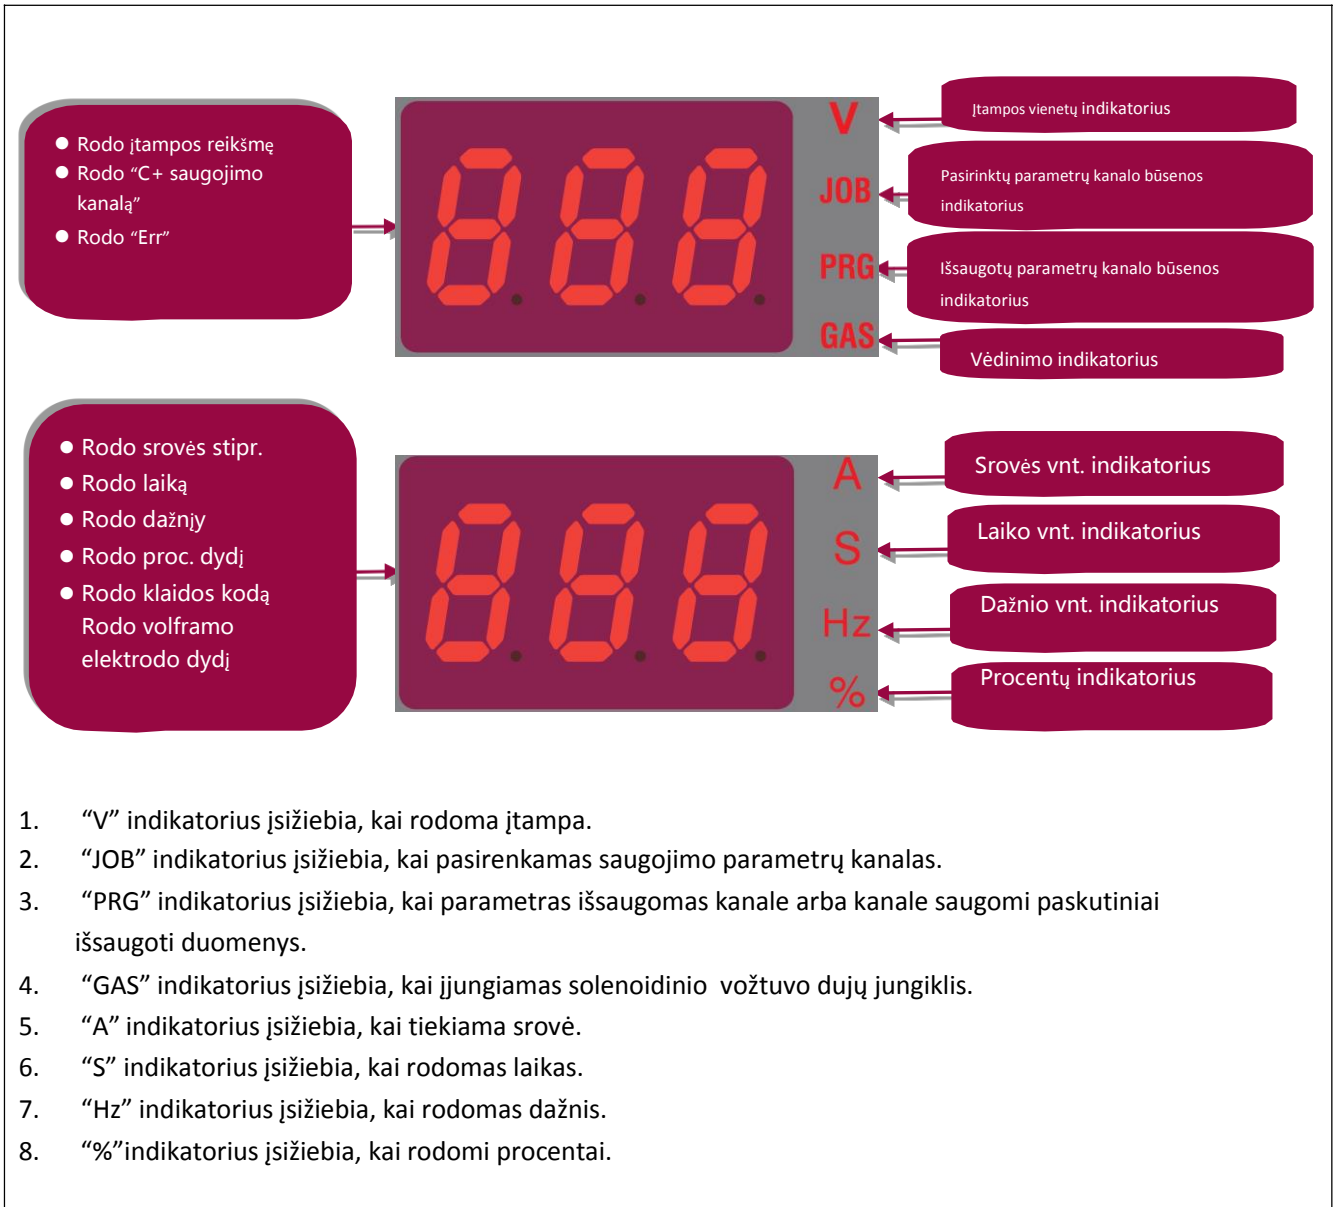 ● Rodo įtampos reikšmę
● Rodo “C+ saugojimo
kanalą”
● Rodo “Err”
V
JOB
PRG
GAS
Įtampos vienetų indikatorius
Pasirinktų parametrų kanalo būsenos
indikatorius
Išsaugotų parametrų kanalo būsenos
indikatorius
Vėdinimo indikatorius
● Rodo srovės stipr.
● Rodo laiką
● Rodo dažnįy
● Rodo proc. dydį
● Rodo klaidos kodą
Rodo volframo
elektrodo dydį
8.8.8.
8.8.8.
A
S
Hz
%
Srovės vnt. indikatorius
Laiko vnt. indikatorius
Dažnio vnt. indikatorius
Procentų indikatorius
1. “V” indikatorius įsižiebia, kai rodoma įtampa.
2. “JOB” indikatorius įsižiebia, kai pasirenkamas saugojimo parametrų kanalas.
3. “PRG” indikatorius įsižiebia, kai parametras išsaugomas kanale arba kanale saugomi paskutiniai
išsaugoti duomenys.
4. “GAS” indikatorius įsižiebia, kai įjungiamas solenoidinio vožtuvo dujų jungiklis.
5. “A” indikatorius įsižiebia, kai tiekiama srovė.
6. “S” indikatorius įsižiebia, kai rodomas laikas.
7. “Hz” indikatorius įsižiebia, kai rodomas dažnis.
8. “%”indikatorius įsižiebia, kai rodomi procentai.